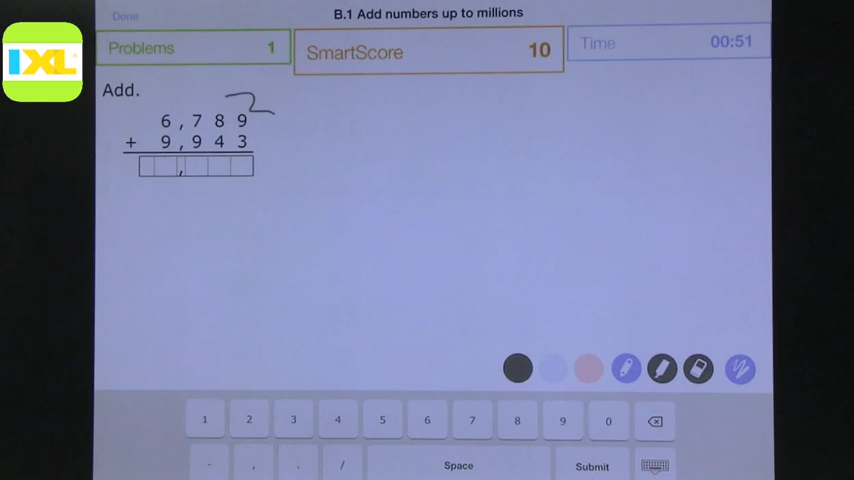 Done
B.1 Add numbers up to millions
Problems 1
SmartScore 10
Time 00:51
IXL
Add.
2
6,789
+ 9,943
,
1 2 3 4 5 6 7 8 9 0
- , . /
Space
Submit